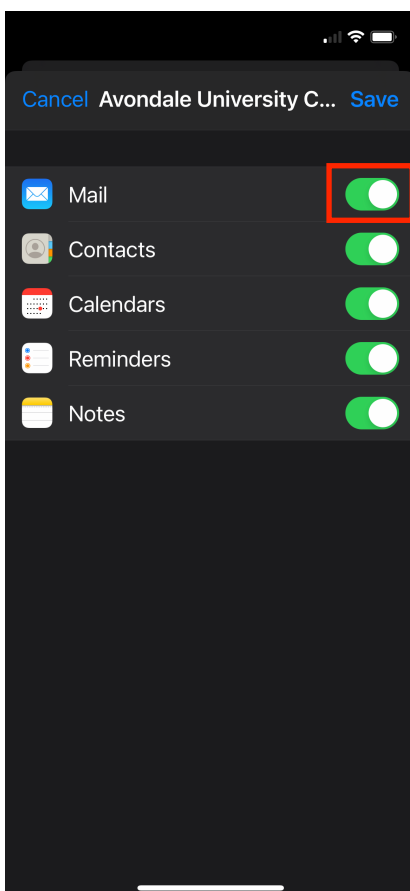 Cancel Avondale University C... Save
Mail
Contacts
Calendars
Reminders
Notes